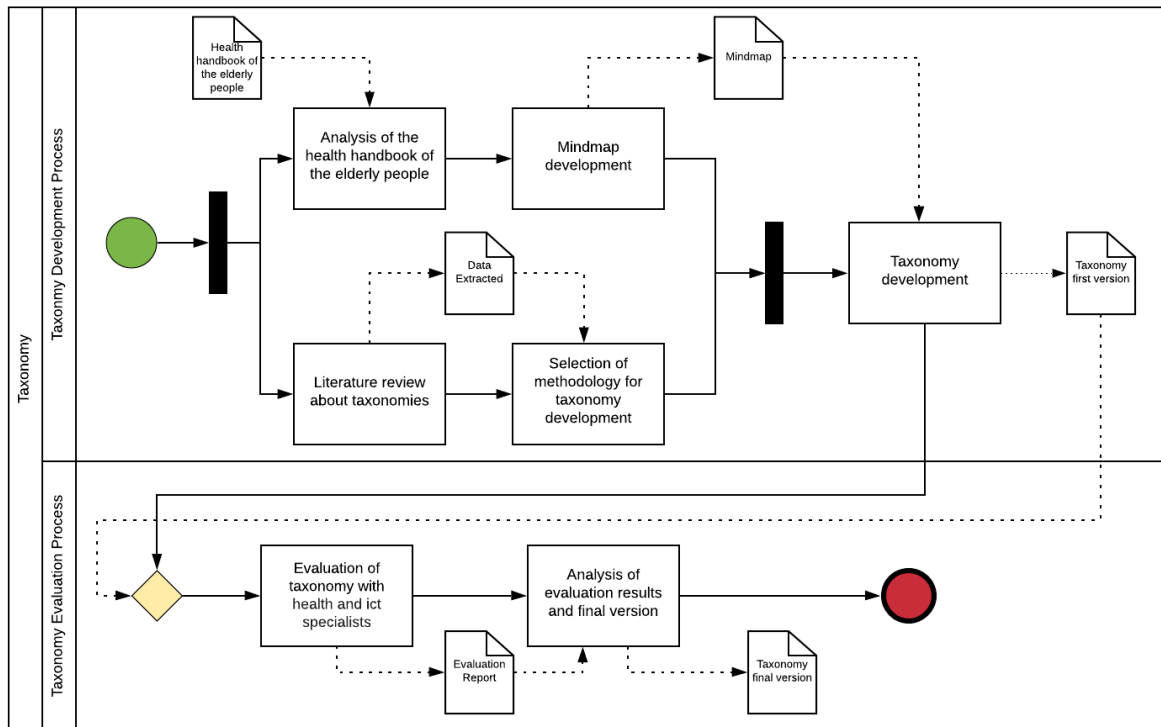 Taxonomy
Taxonmy Development Process
Health
handbook
of the elderly
people
Mindmap
Analysis of the
health handbook of
the elderly people
Mindmap
development
Data
Extracted
Taxonomy
development
Taxonomy
first version
Literature review
about taxonomies
Selection of
methodology for
taxonomy
development
Taxonomy Evaluation Process
Evaluation of
taxonomy with
health and ict
specialists
Analysis of
evaluation results
and final version
Evaluation
Report
Taxonomy
final version